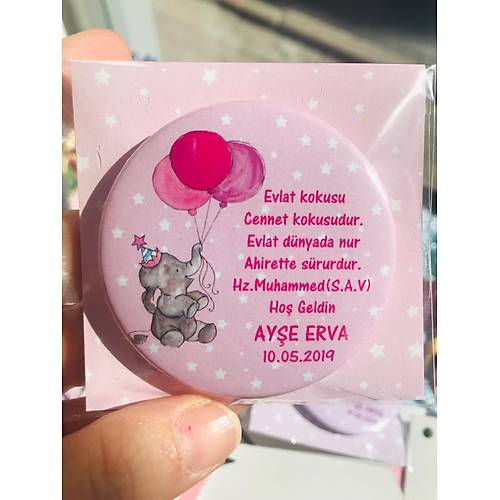 Evlat kokusu
Cennet kokusudur.
Evlat dünyada nur
Ahirette sürurdur.
Hz.Muhammed(S.A.V)
Hoş Geldin
AYŞE ERVA
10.05.2019